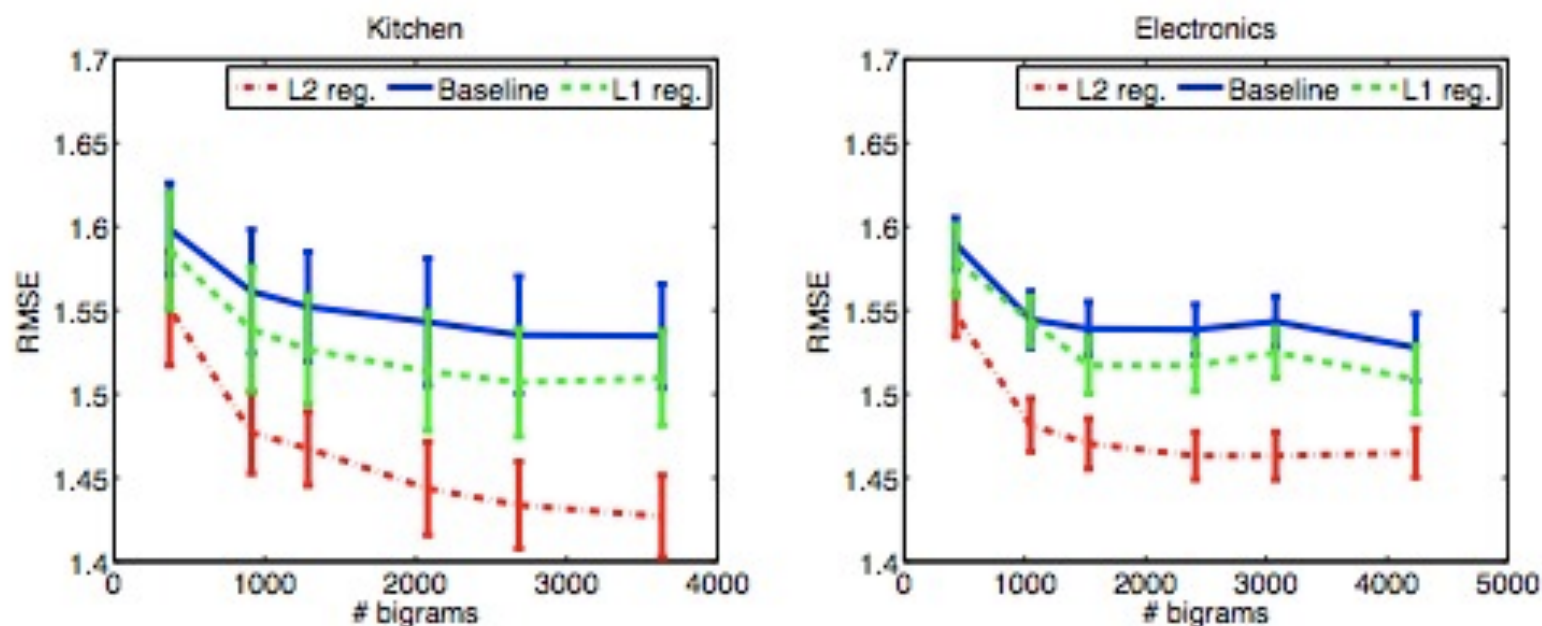 Kitchen
L2 reg. Baseline L1 reg.
1.7
1.65
1.6
1.55
1.5
1.45
1.4
RMSE
0 1000 2000 3000 4000
# bigrams
Electronics
L2 reg. Baseline L1 reg.
1.7
1.65
1.6
1.55
1.5
1.45
1.4
RMSE
0 1000 2000 3000 4000 5000
# bigrams